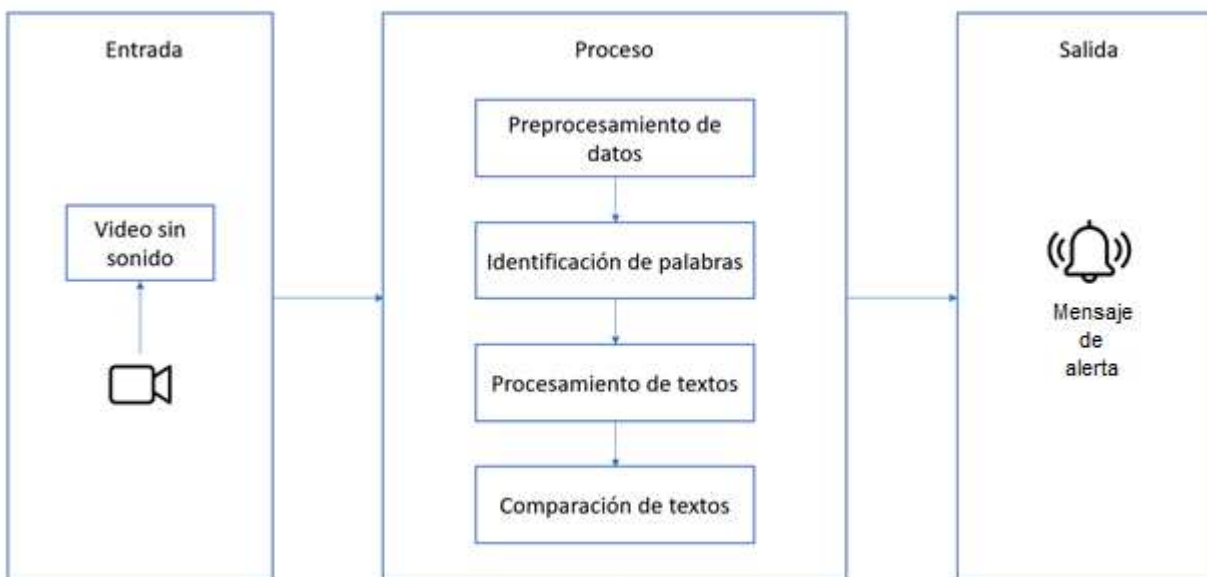 Entrada
Video sin
sonido
Proceso
Preprocesamiento de
datos
Identificación de palabras
Procesamiento de textos
Comparación de textos
Salida
Mensaje
de
alerta